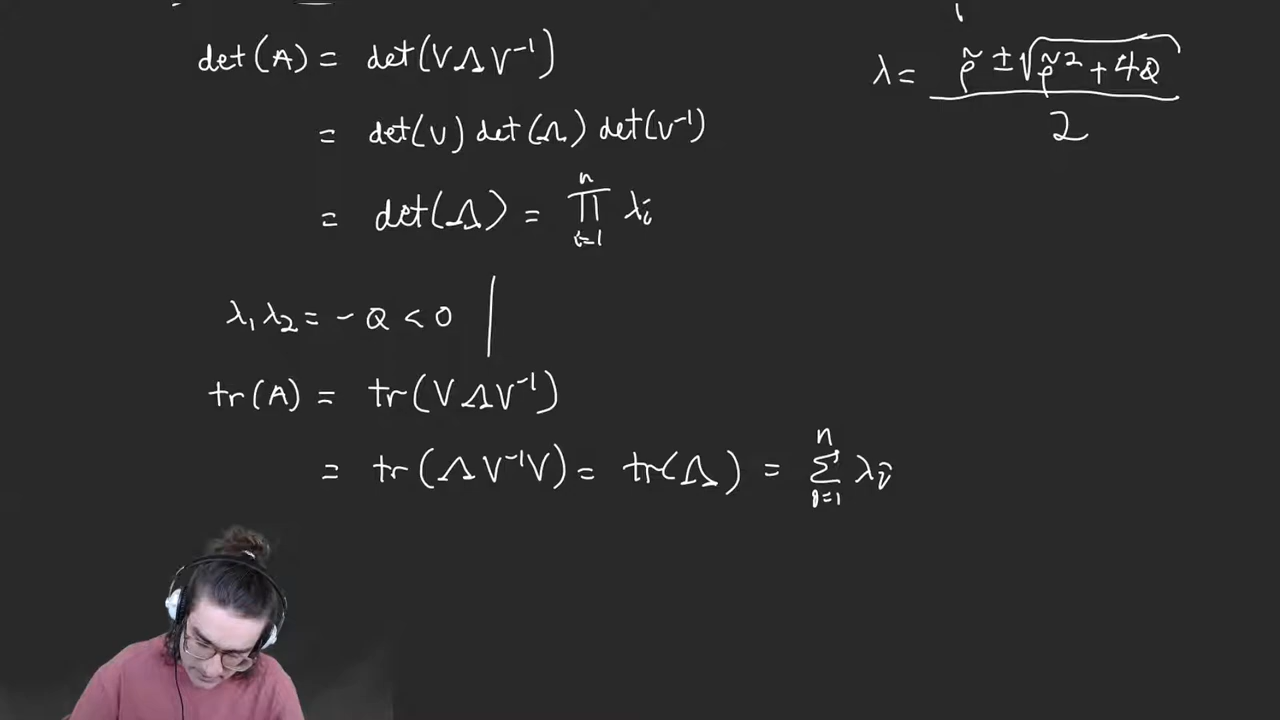 det(A) = det(VΛV⁻¹)
= det(V) det(Λ) det(V⁻¹)
= det(Λ) = ∏ᵢ₌₁ⁿ λᵢ
λ₁λ₂ = -Q < 0
tr(A) = tr(VΛV⁻¹)
= tr(ΛV⁻¹V) = tr(Λ) = ∑ᵢ₌₁ⁿ λᵢ
λ = (ρ̃ ± √(ρ̃² + 4Q)) / 2